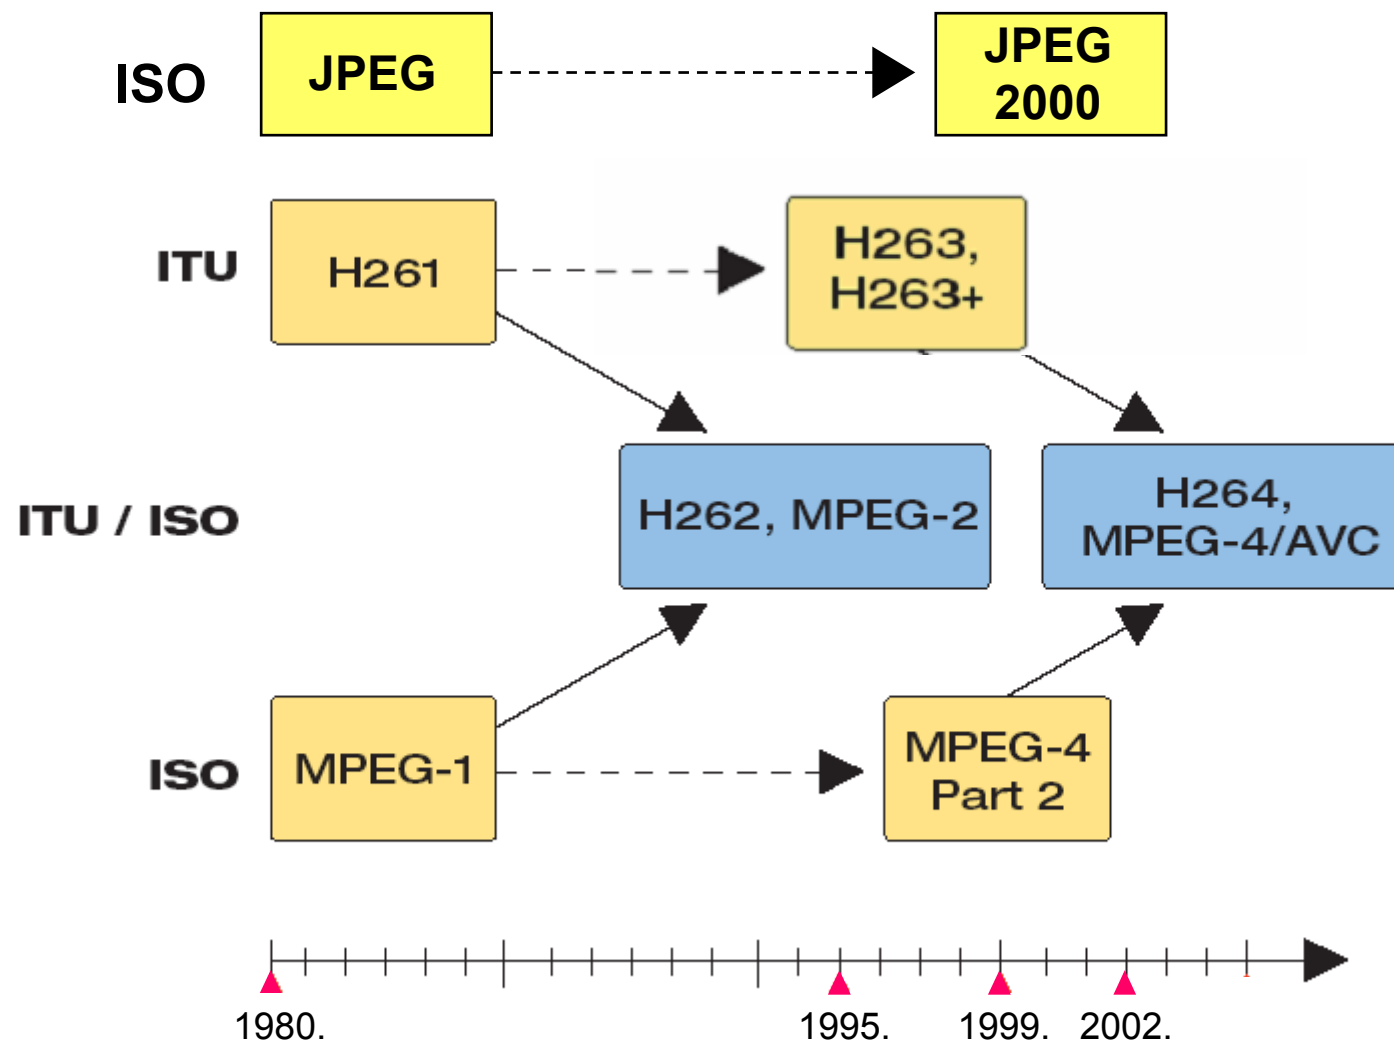 ISO
JPEG
JPEG
2000
ITU
H261
H263,
H263+
ITU / ISO
H262, MPEG-2
H264,
MPEG-4/AVC
ISO
MPEG-1
MPEG-4
Part 2
1980.
1995.
1999.
2002.